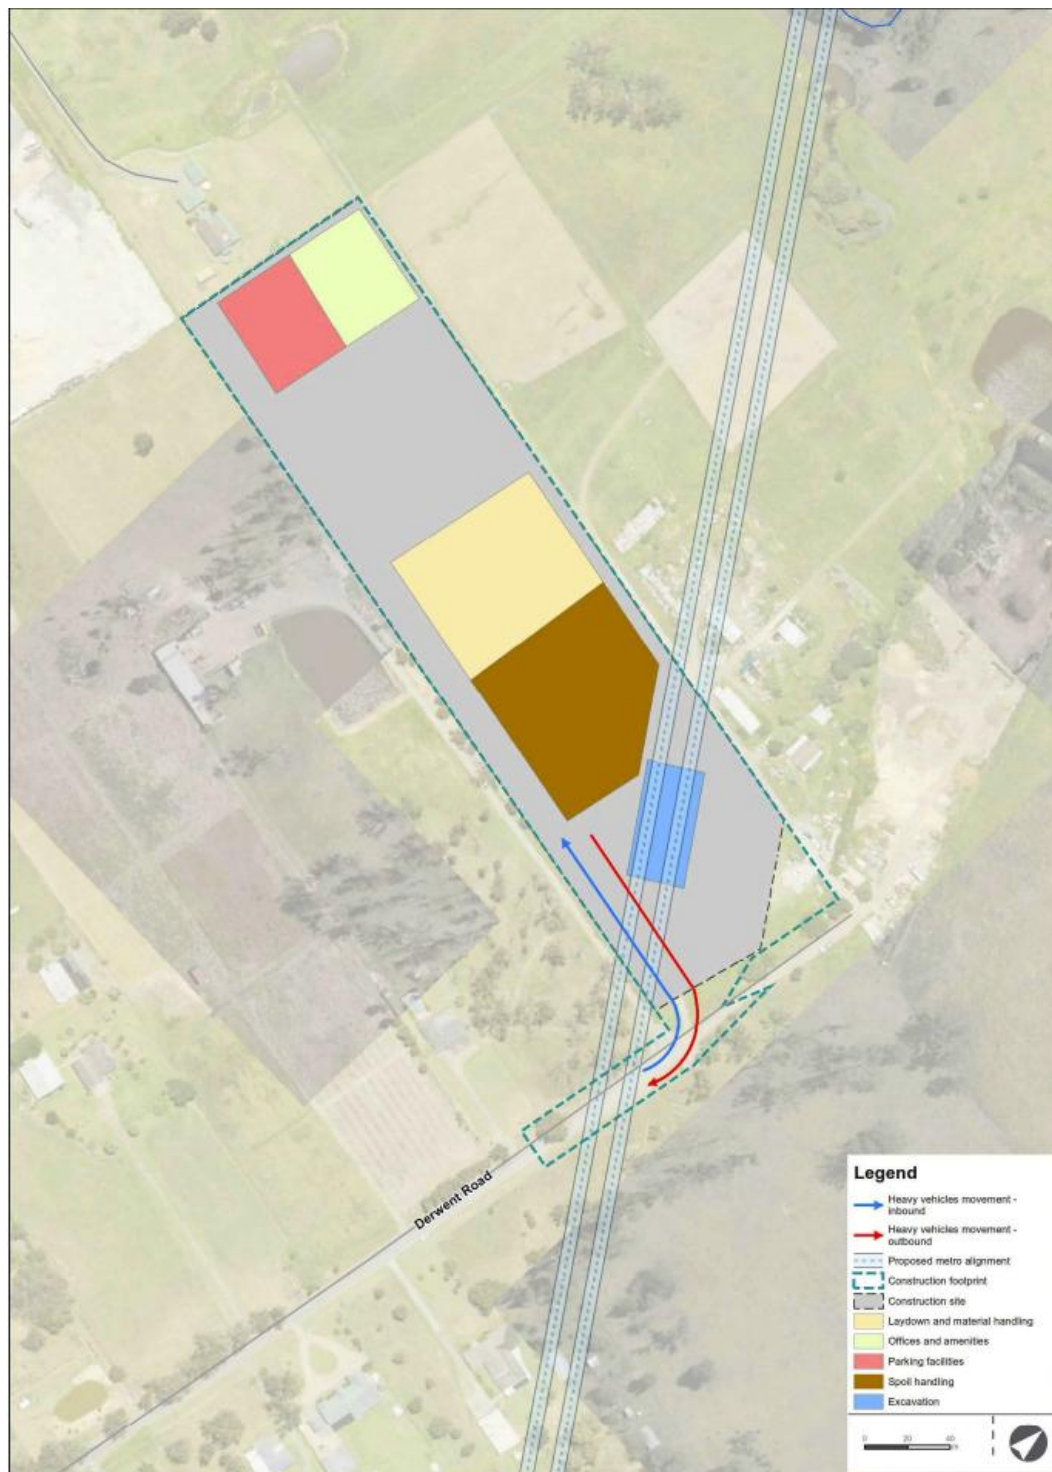 Derwent Road
Legend
Heavy vehicles movement -
inbound
Heavy vehicles movement -
outbound
Proposed metro alignment
Construction footprint
Construction site
Laydown and material handling
Offices and amenities
Parking facilities
Spoil handling
Excavation
0 20 40
m